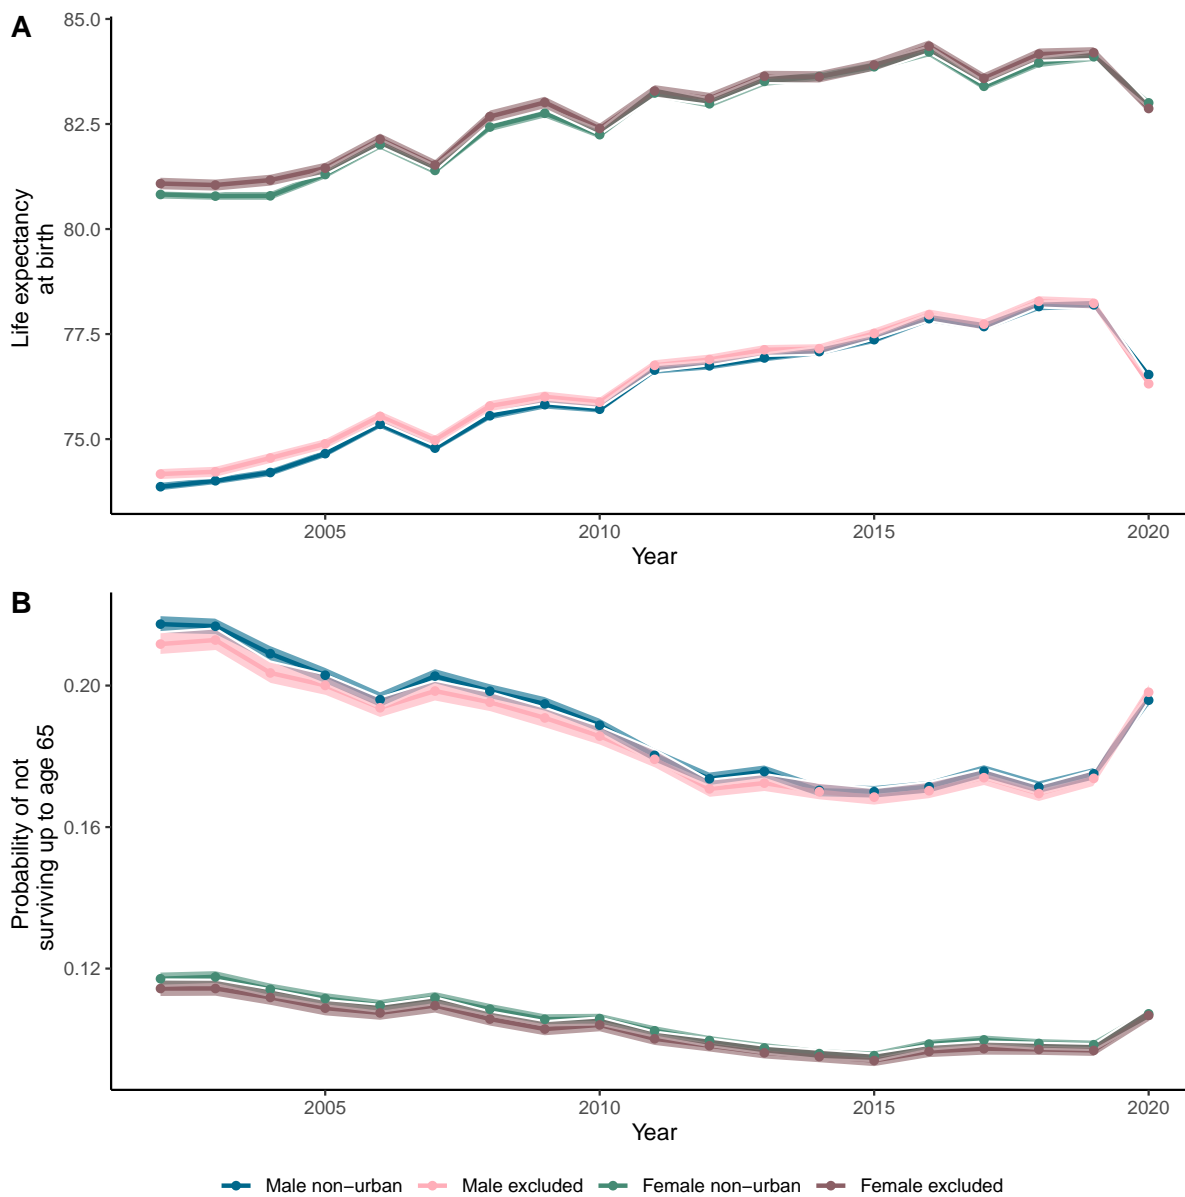 A
Life expectancy
at birth
85.0
82.5
80.0
77.5
75.0
2005
2010
2015
2020
Year
B
Probability of not
surviving up to age 65
0.20
0.16
0.12
2005
2010
2015
2020
Year
Male non−urban
Male excluded
Female non−urban
Female excluded